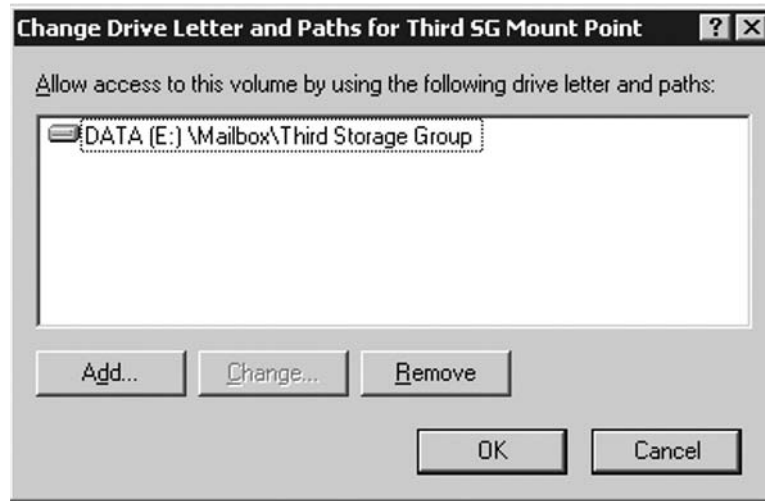 Change Drive Letter and Paths for Third SG Mount Point
Allow access to this volume by using the following drive letter and paths:
DATA (E:) \Mailbox\Third Storage Group
Add... Change... Remove
OK Cancel